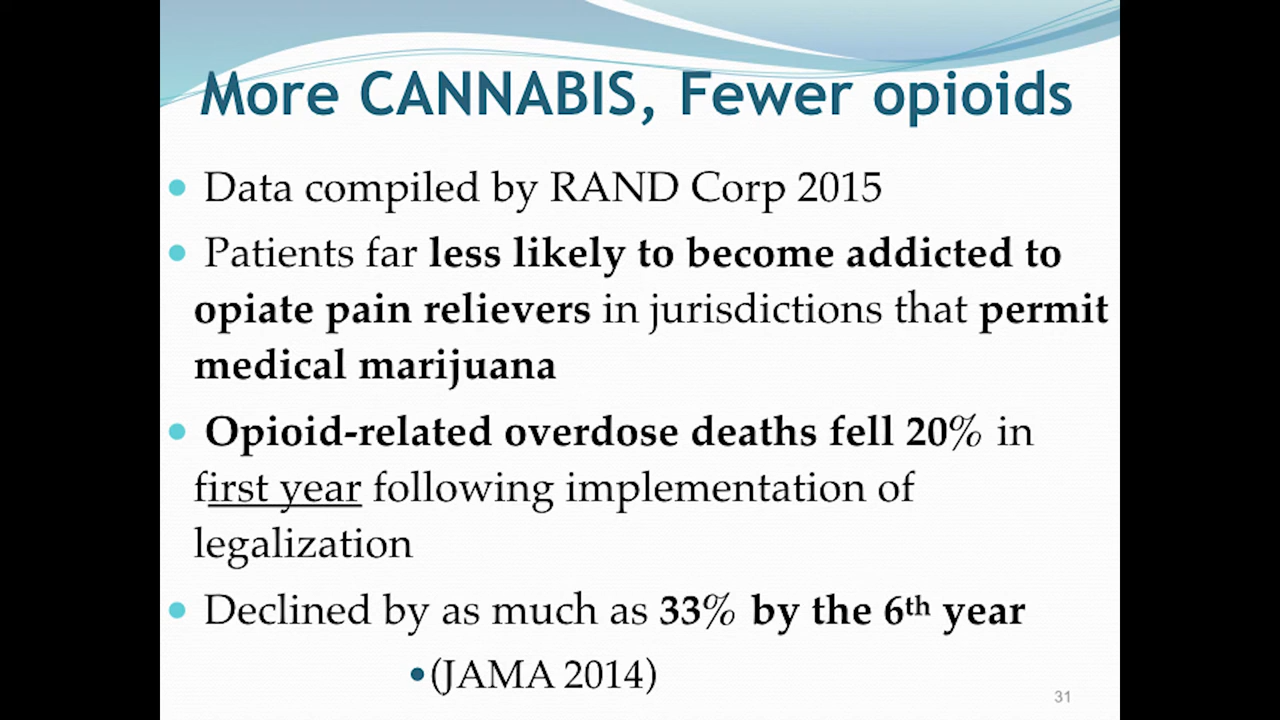 More CANNABIS, Fewer opioids
• Data compiled by RAND Corp 2015
• Patients far less likely to become addicted to
opiate pain relievers in jurisdictions that permit
medical marijuana
• Opioid-related overdose deaths fell 20% in
first year following implementation of
legalization
• Declined by as much as 33% by the 6th year
•(JAMA 2014)
31